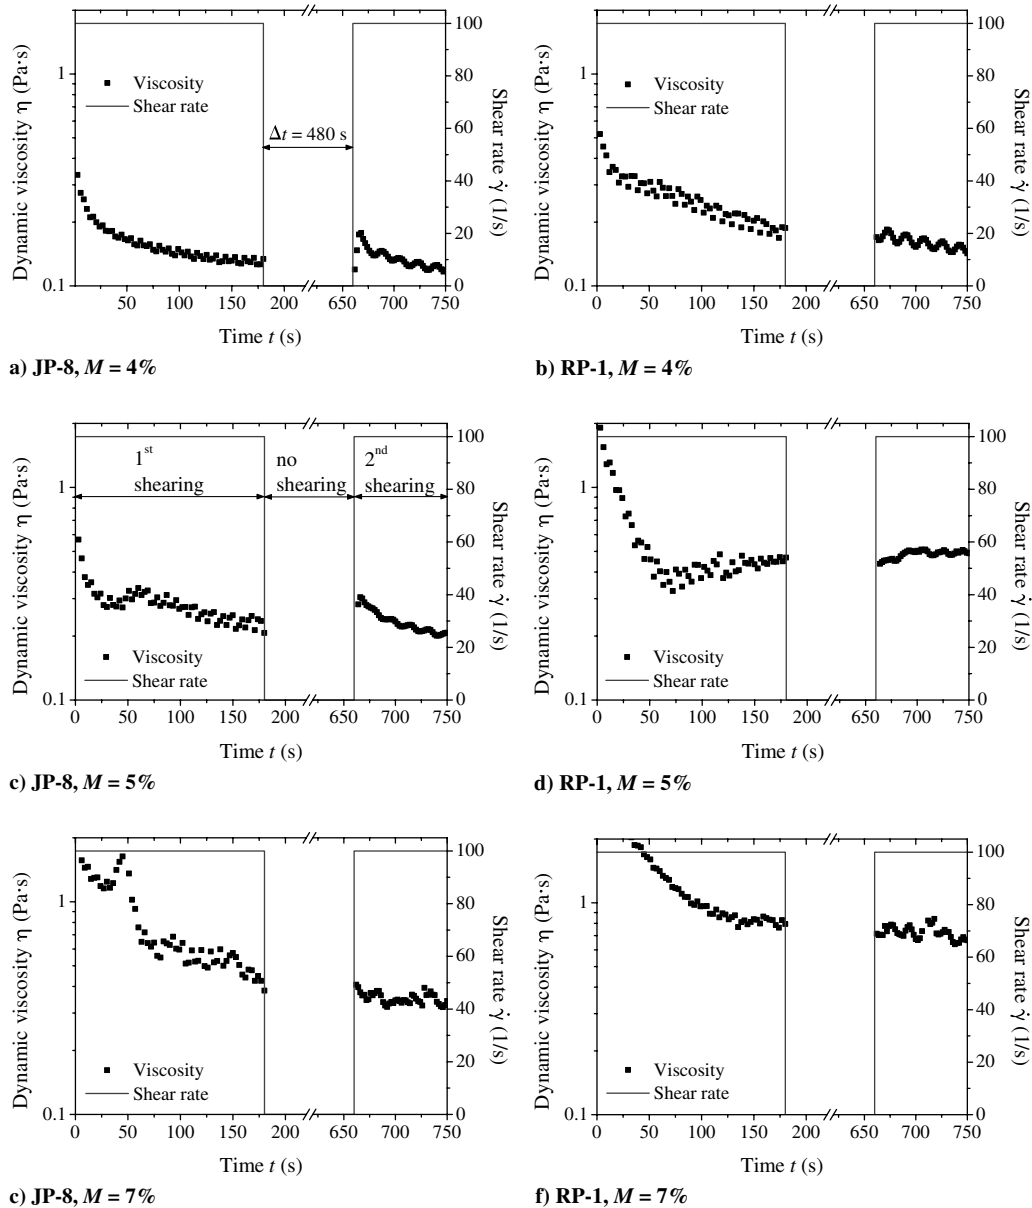 Dynamic viscosity η (Pa·s)
1
0.1
Viscosity
Shear rate
Δt = 480 s
100
80
60
40
20
0
Shear rate γ̇ (1/s)
0 50 100 150 200 650 700 750
Time t (s)
a) JP-8, M = 4%
Dynamic viscosity η (Pa·s)
1
0.1
Viscosity
Shear rate
100
80
60
40
20
0
Shear rate γ̇ (1/s)
0 50 100 150 200 650 700 750
Time t (s)
b) RP-1, M = 4%
Dynamic viscosity η (Pa·s)
1
0.1
1st shearing
no shearing
2nd shearing
Viscosity
Shear rate
100
80
60
40
20
0
Shear rate γ̇ (1/s)
0 50 100 150 200 650 700 750
Time t (s)
c) JP-8, M = 5%
Dynamic viscosity η (Pa·s)
1
0.1
Viscosity
Shear rate
100
80
60
40
20
0
Shear rate γ̇ (1/s)
0 50 100 150 200 650 700 750
Time t (s)
d) RP-1, M = 5%
Dynamic viscosity η (Pa·s)
1
0.1
Viscosity
Shear rate
100
80
60
40
20
0
Shear rate γ̇ (1/s)
0 50 100 150 200 650 700 750
Time t (s)
c) JP-8, M = 7%
Dynamic viscosity η (Pa·s)
1
0.1
Viscosity
Shear rate
100
80
60
40
20
0
Shear rate γ̇ (1/s)
0 50 100 150 200 650 700 750
Time t (s)
f) RP-1, M = 7%